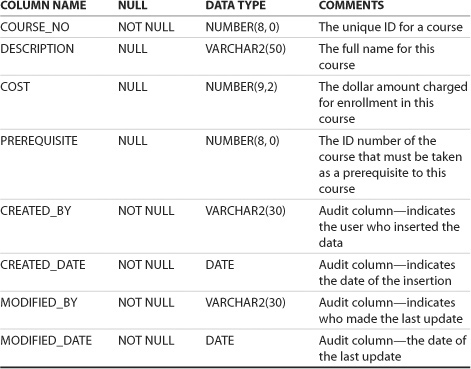 COLUMN NAME NULL DATA TYPE COMMENTS
COURSE_NO NOT NULL NUMBER(8, 0) The unique ID for a course
DESCRIPTION NULL VARCHAR2(50) The full name for this
course
COST NULL NUMBER(9,2) The dollar amount charged
for enrollment in this
course
PREREQUISITE NULL NUMBER(8, 0) The ID number of the
course that must be taken
as a prerequisite to this
course
CREATED_BY NOT NULL VARCHAR2(30) Audit column—indicates
the user who inserted the
data
CREATED_DATE NOT NULL DATE Audit column—indicates
the date of the insertion
MODIFIED_BY NOT NULL VARCHAR2(30) Audit column—indicates
who made the last update
MODIFIED_DATE NOT NULL DATE Audit column—the date of
the last update